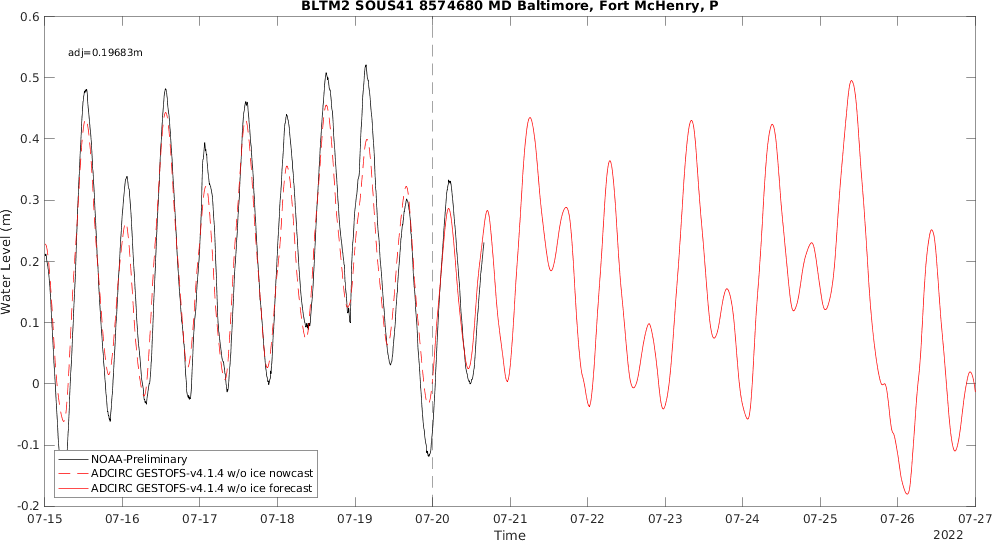 BLTM2 SOUS41 8574680 MD Baltimore, Fort McHenry, P
adj=0.19683m
0.6
0.5
0.4
0.3
0.2
0.1
0
-0.1
-0.2
Water Level (m)
NOAA-Preliminary
ADCIRC GESTOFS-v4.1.4 w/o ice nowcast
ADCIRC GESTOFS-v4.1.4 w/o ice forecast
07-15 07-16 07-17 07-18 07-19 07-20 07-21 07-22 07-23 07-24 07-25 07-26 07-27
Time
2022